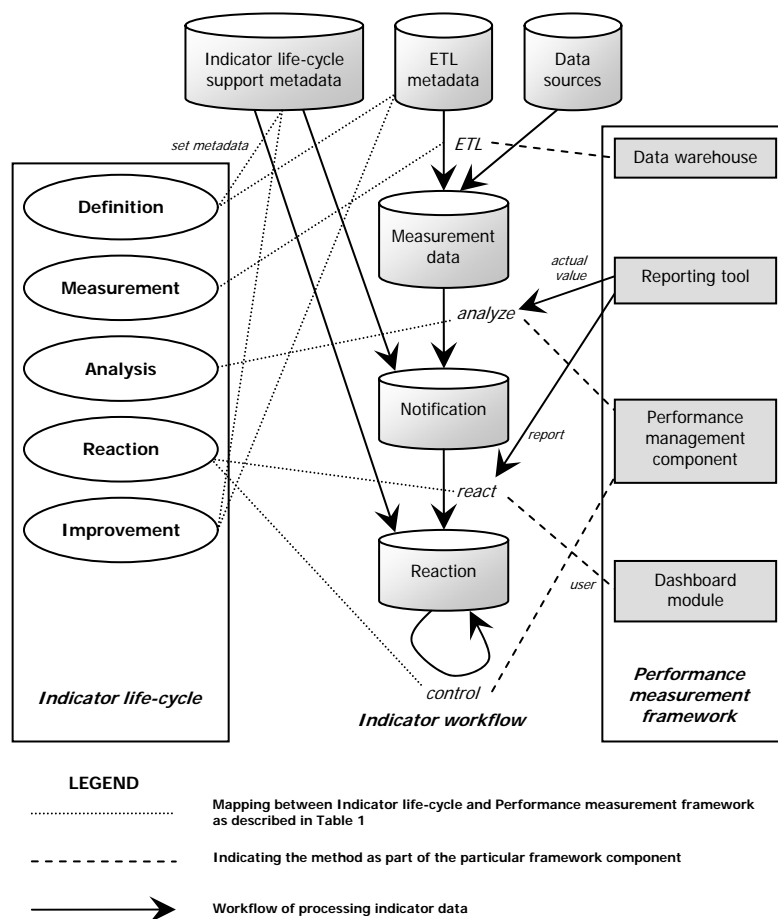 Indicator life-cycle
support metadata
ETL
metadata
Data
sources
set metadata
ETL
Data warehouse
Definition
Measurement
data
Measurement
actual
value
Reporting tool
analyze
Analysis
Notification
Performance
management
component
report
Reaction
react
Improvement
Reaction
user
Dashboard
module
control
Indicator life-cycle
Indicator workflow
Performance
measurement
framework
LEGEND
Mapping between Indicator life-cycle and Performance measurement framework
as described in Table 1
Indicating the method as part of the particular framework component
Workflow of processing indicator data